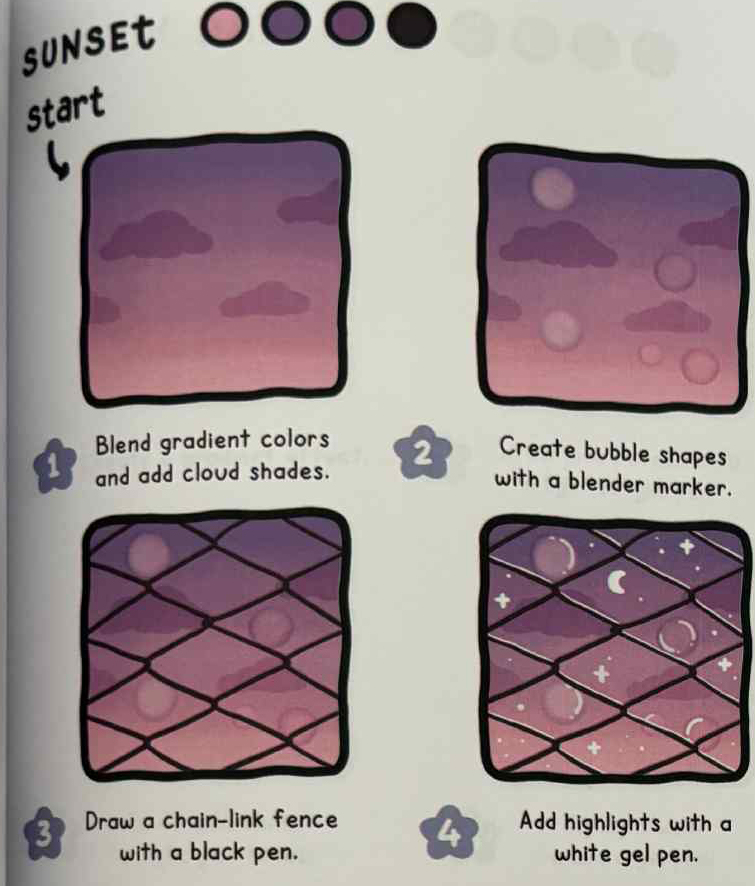 SUNSET
start
1 Blend gradient colors
and add cloud shades.
2 Create bubble shapes
with a blender marker.
3 Draw a chain-link fence
with a black pen.
4 Add highlights with a
white gel pen.